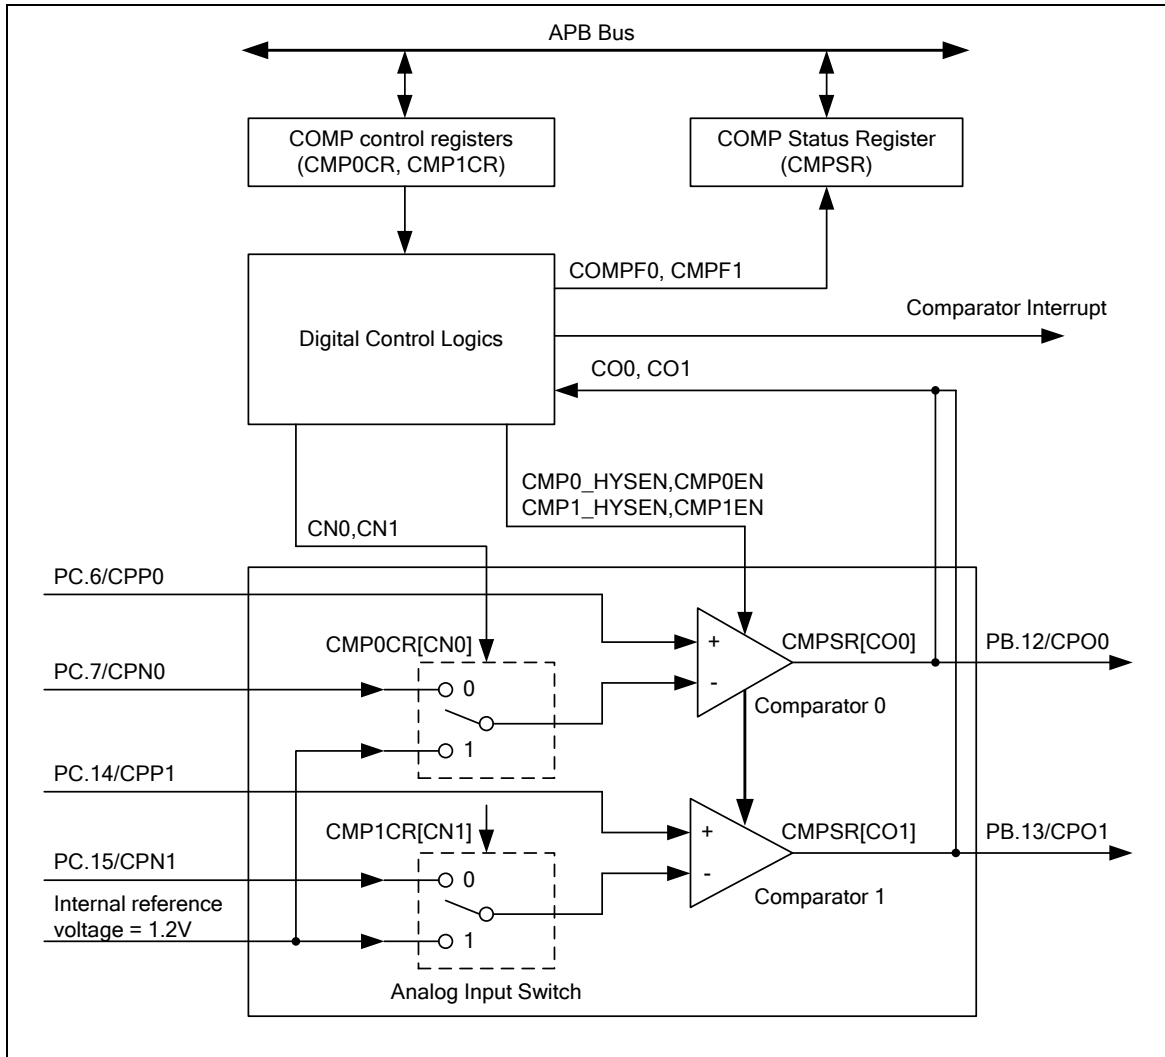 APB Bus
COMP control registers
(CMP0CR, CMP1CR)
COMP Status Register
(CMPSR)
COMPF0, CMPF1
Digital Control Logics
Comparator Interrupt
CO0, CO1
CMP0_HYSEN,CMP0EN
CMP1_HYSEN,CMP1EN
CN0,CN1
PC.6/CPP0
CMP0CR[CN0]
+
CMPSR[CO0]
PB.12/CPO0
PC.7/CPN0
0
-
Comparator 0
1
PC.14/CPP1
CMP1CR[CN1]
+
CMPSR[CO1]
PB.13/CPO1
PC.15/CPN1
0
-
Comparator 1
Internal reference
voltage = 1.2V
1
Analog Input Switch